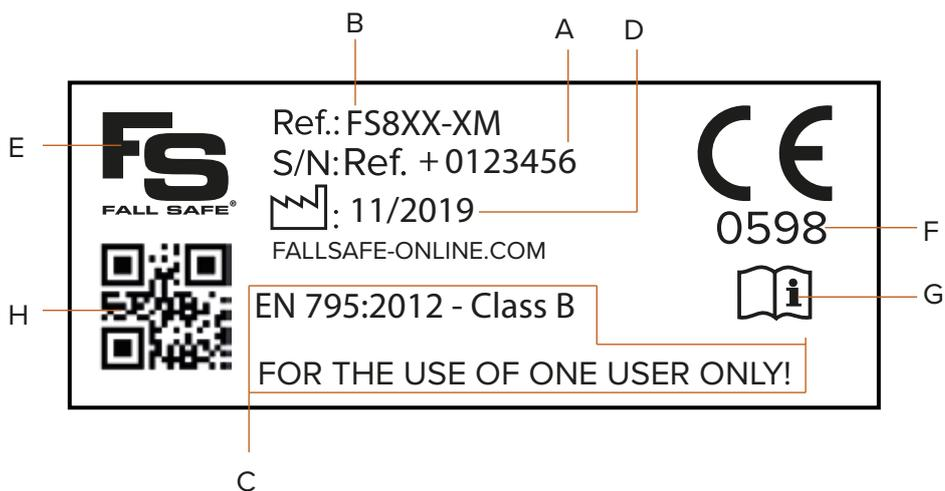 B
A
D
E
FS
FALL SAFE®
Ref.: FS8XX-XM
S/N: Ref. + 0123456
: 11/2019
FALLSAFE-ONLINE.COM
CE
0598
F
G
H
EN 795:2012 - Class B
FOR THE USE OF ONE USER ONLY!
C